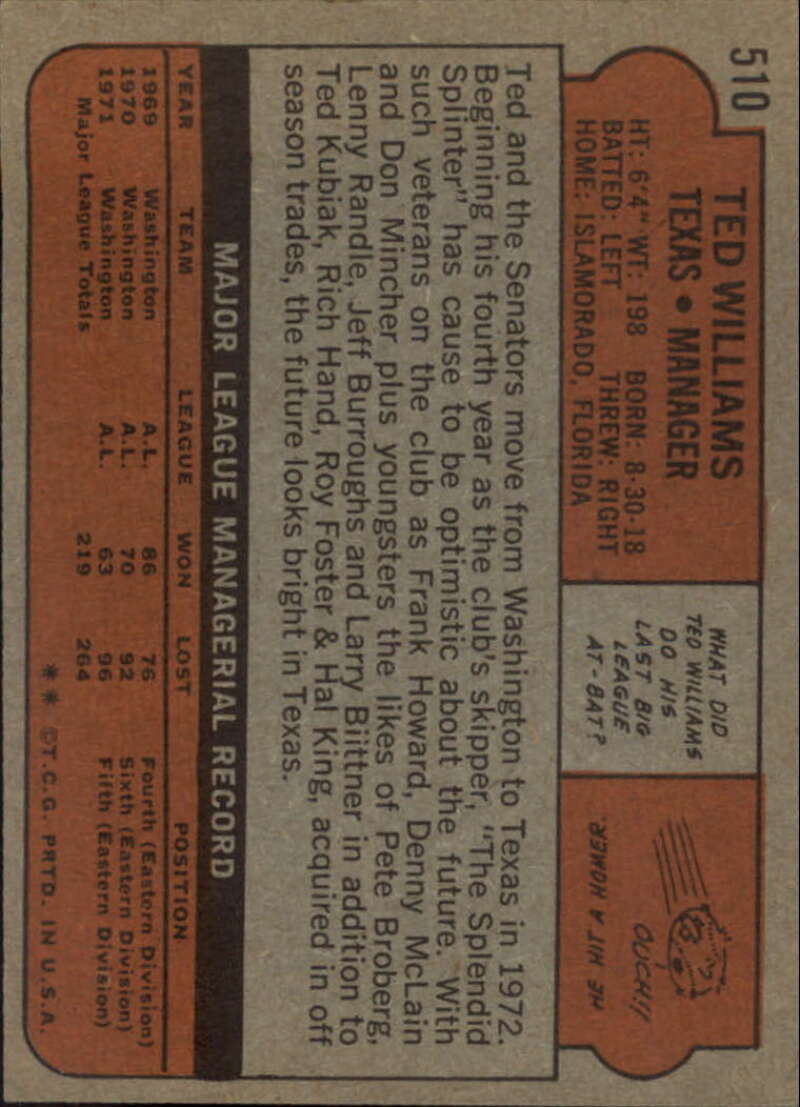 510
TED WILLIAMS
TEXAS • MANAGER
HT: 6'4" WT: 198 BORN: 8-30-18
BATTED: LEFT THREW: RIGHT
HOME: ISLAMORADO, FLORIDA
WHAT DID
TED WILLIAMS
DO HIS
LAST BIG
LEAGUE
AT-BAT?
OUCH!!
HE HIT A HOMER.
Ted and the Senators move from Washington to Texas in 1972.
Beginning his fourth year as the club's skipper, "The Splendid
Splinter" has cause to be optimistic about the future. With
such veterans on the club as Frank Howard, Denny McLain
and Don Mincher plus youngsters the likes of Pete Broberg,
Lenny Randle, Jeff Burroughs and Larry Biittner in addition to
Ted Kubiak, Rich Hand, Roy Foster & Hal King, acquired in off
season trades, the future looks bright in Texas.
MAJOR LEAGUE MANAGERIAL RECORD
YEAR TEAM LEAGUE WON LOST POSITION
1969 Washington A.L. 86 76 Fourth (Eastern Division)
1970 Washington A.L. 70 92 Sixth (Eastern Division)
1971 Washington A.L. 63 96 Fifth (Eastern Division)
Major League Totals 219 264
** ©T.C.G. PRTD. IN U.S.A.